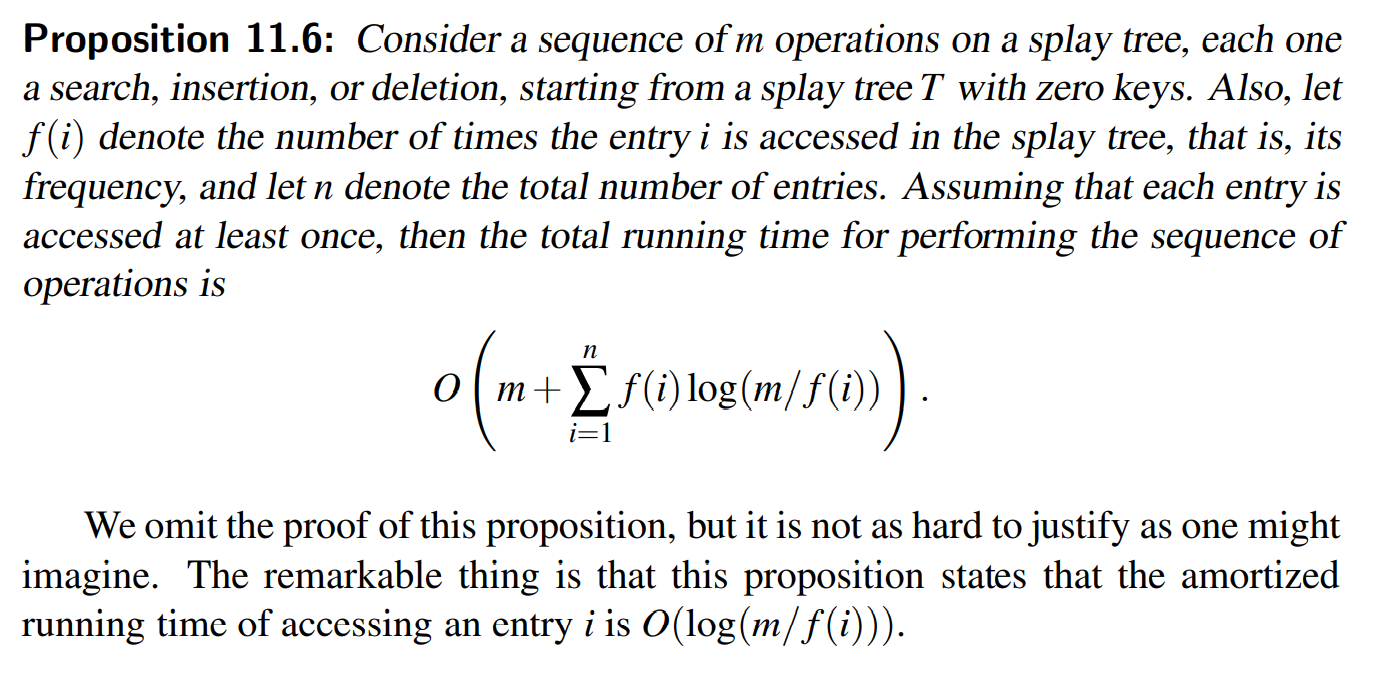 Proposition 11.6: Consider a sequence of m operations on a splay tree, each one
a search, insertion, or deletion, starting from a splay tree T with zero keys. Also, let
f(i) denote the number of times the entry i is accessed in the splay tree, that is, its
frequency, and let n denote the total number of entries. Assuming that each entry is
accessed at least once, then the total running time for performing the sequence of
operations is
O(m + ∑_{i=1}^{n} f(i) log(m/f(i))).
We omit the proof of this proposition, but it is not as hard to justify as one might
imagine. The remarkable thing is that this proposition states that the amortized
running time of accessing an entry i is O(log(m/f(i))).